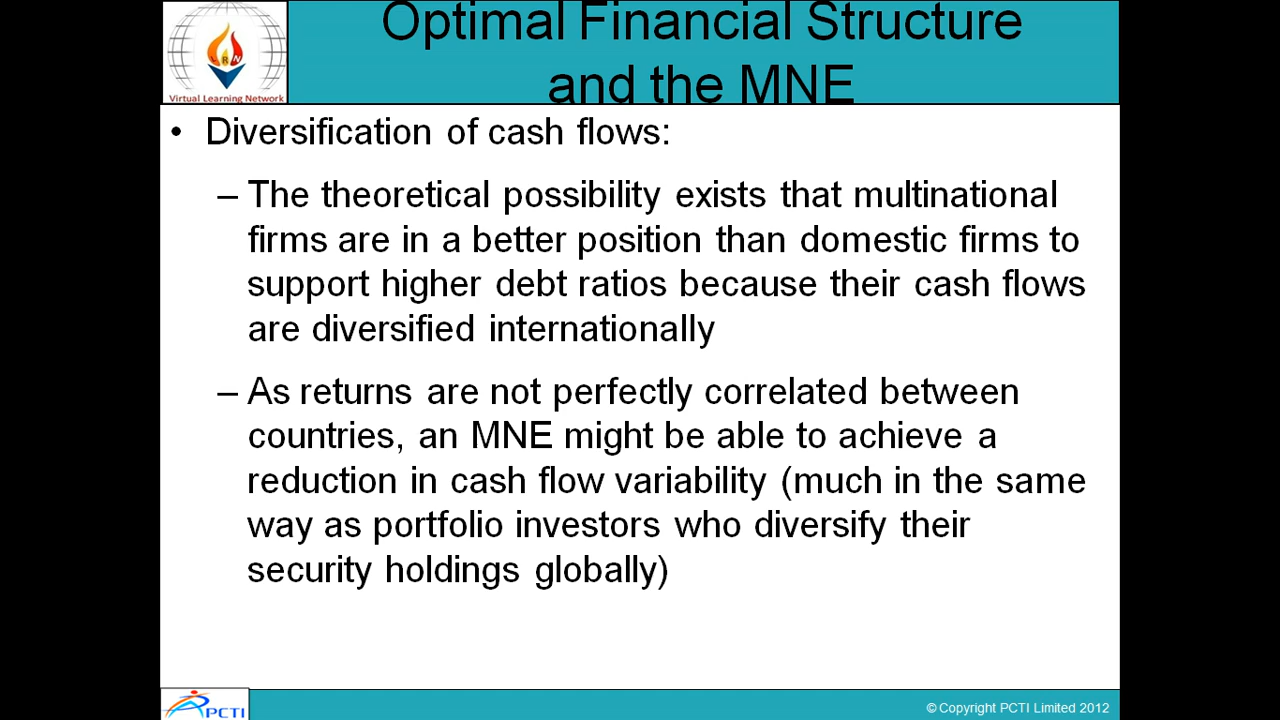 Optimal Financial Structure
and the MNE
LRN
Virtual Learning Network
• Diversification of cash flows:
– The theoretical possibility exists that multinational
firms are in a better position than domestic firms to
support higher debt ratios because their cash flows
are diversified internationally
– As returns are not perfectly correlated between
countries, an MNE might be able to achieve a
reduction in cash flow variability (much in the same
way as portfolio investors who diversify their
security holdings globally)
PCTI
© Copyright PCTI Limited 2012